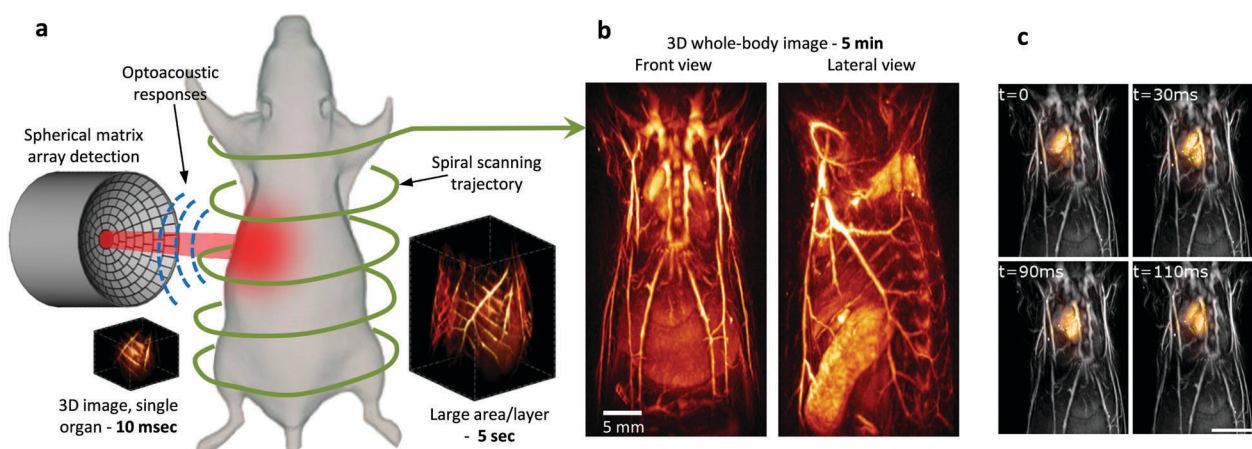 a
Optoacoustic
responses
Spherical matrix
array detection
Spiral scanning
trajectory
3D image, single
organ - 10 msec
Large area/layer
- 5 sec
b
3D whole-body image - 5 min
Front view
Lateral view
5 mm
c
t=0
t=30ms
t=90ms
t=110ms